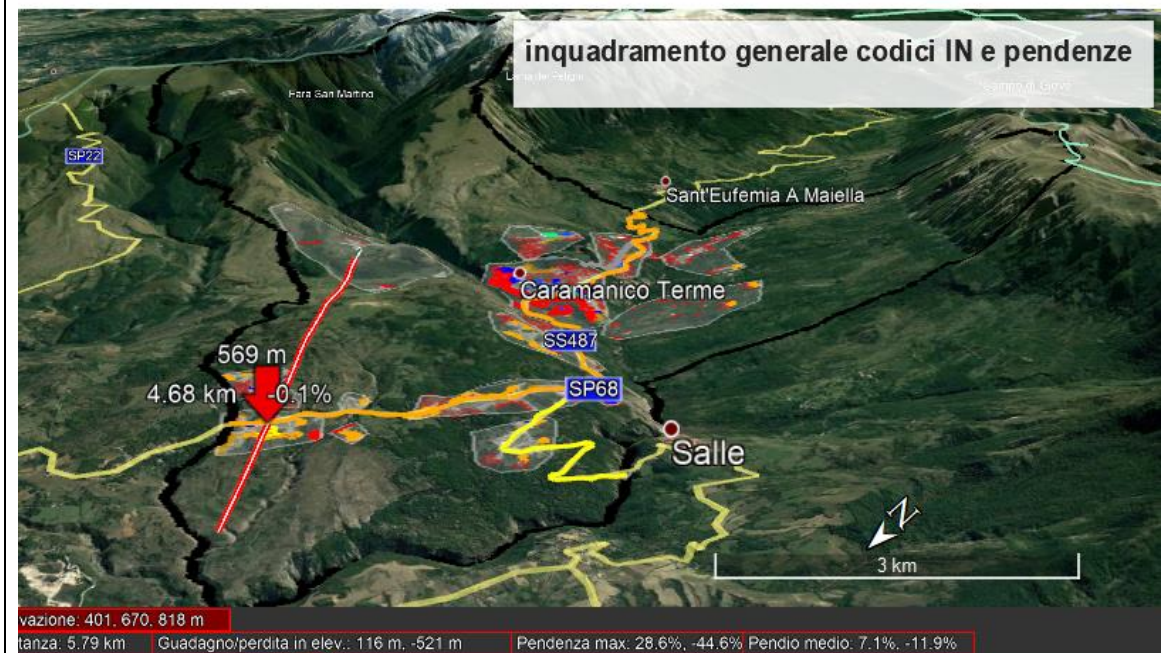 inquadramento generale codici IN e pendenze
Fara San Martino
SP22
Sant'Eufemia A Maiella
Caramanico Terme
SS487
569 m
4.68 km -0.1%
SP68
Salle
N
3 km
vazione: 401, 670, 818 m
tanza: 5.79 km Guadagno/perdita in elev.: 116 m, -521 m Pendenza max: 28.6%, -44.6% Pendio medio: 7.1%, -11.9%